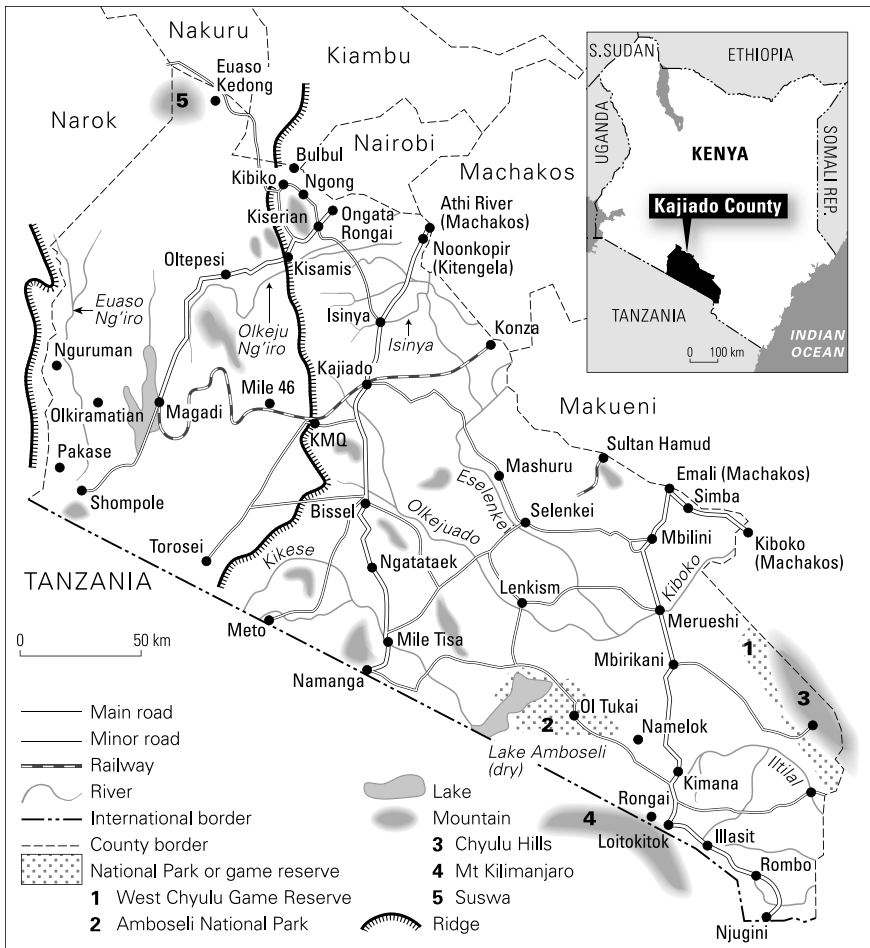 Nakuru
Kiambu
Euaso
Kedong
5
Narok
Nairobi
Bulbul
Machakos
Kibiko
Ngong
Kiserian
Ongata
Rongai
Athi River
(Machakos)
Noonkopir
(Kitengela)
Oltepesi
Kisamis
Euaso
Ng'iro
Olkeju
Ng'iro
Isinya
Isinya
Konza
Nguruman
Kajiado
Mile 46
Olkiramatian
Magadi
KMQ
Makueni
Sultan Hamud
Pakase
Mashuru
Emali (Machakos)
Shompole
Eselenke
Simba
Bissel
Olkejuado
Selenkei
Mbilini
Kiboko
(Machakos)
Torosei
Kikese
Ngatataek
Kiboko
TANZANIA
Lenkism
Merueshi
Meto
Mile Tisa
1
Mbirikani
Namanga
3
Ol Tukai
2
Namelok
Lake Amboseli
(dry)
Kimana
Iltilal
Rongai
4
Loitokitok
Illasit
Rombo
Njugini
S.SUDAN
ETHIOPIA
UGANDA
KENYA
SOMALI REP.
Kajiado County
TANZANIA
INDIAN
OCEAN
0 100 km
0 50 km
Main road
Minor road
Railway
River
International border
County border
National Park or game reserve
1 West Chyulu Game Reserve
2 Amboseli National Park
Lake
Mountain
3 Chyulu Hills
4 Mt Kilimanjaro
5 Suswa
Ridge